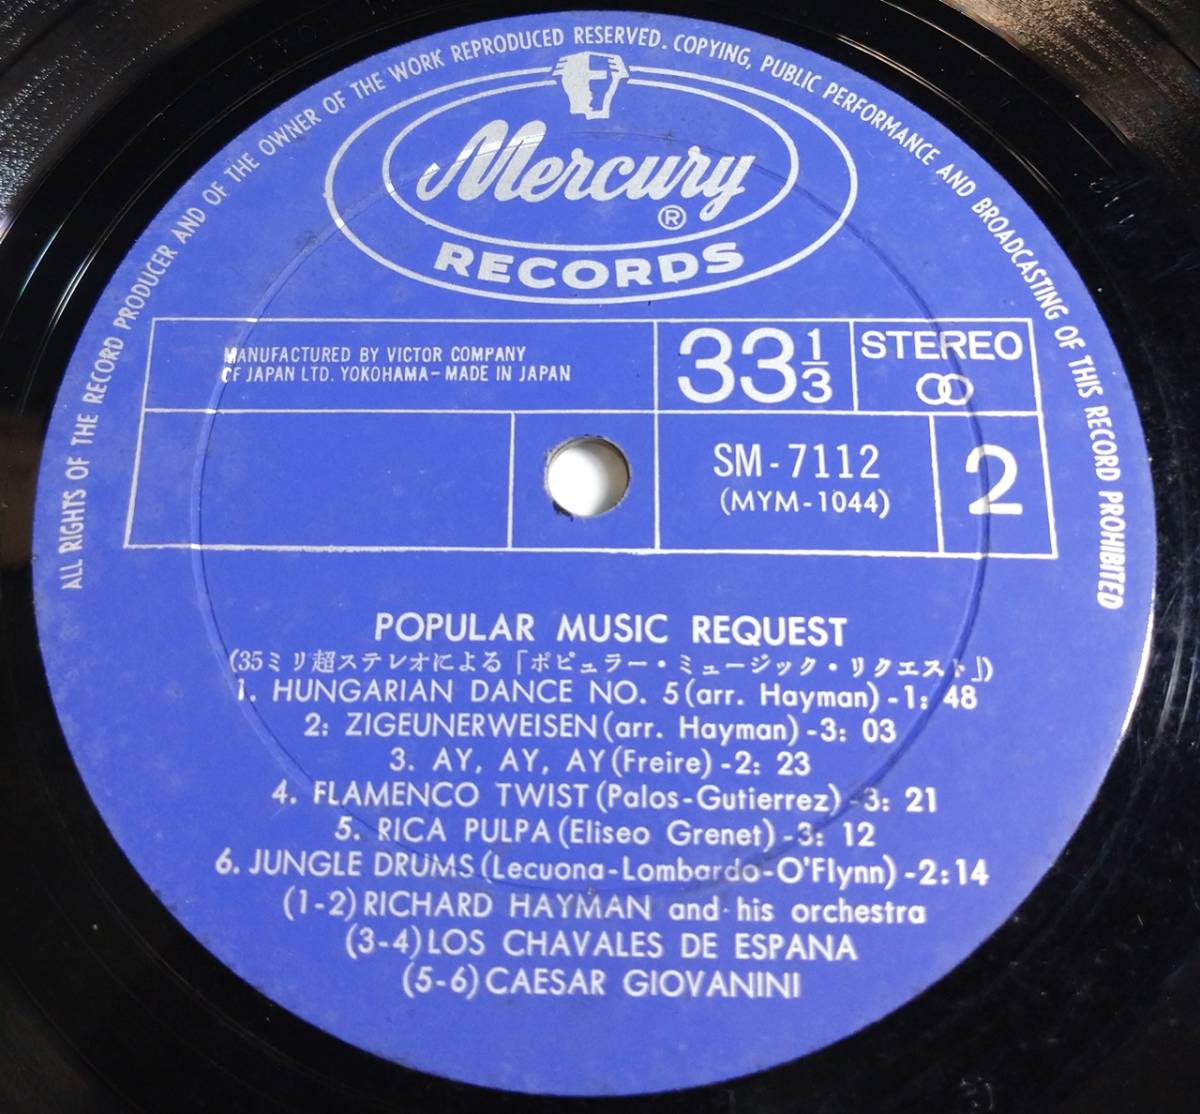 ALL RIGHTS OF THE RECORD PRODUCER AND OF THE OWNER OF THE WORK REPRODUCED RESERVED. COPYING, PUBLIC PERFORMANCE AND BROADCASTING OF THIS RECORD PROHIBITED
Mercury
®
RECORDS
MANUFACTURED BY VICTOR COMPANY
OF JAPAN LTD. YOKOHAMA-MADE IN JAPAN
33 1/3
STEREO
SM-7112
(MYM-1044)
2
POPULAR MUSIC REQUEST
(35ミリ超ステレオによる「ポピュラー・ミュージック・リクエスト」)
1. HUNGARIAN DANCE NO. 5(arr. Hayman)-1: 48
2: ZIGEUNERWEISEN(arr. Hayman)-3: 03
3. AY, AY, AY(Freire)-2: 23
4. FLAMENCO TWIST(Palos-Gutierrez)-3: 21
5. RICA PULPA(Eliseo Grenet)-3: 12
6. JUNGLE DRUMS(Lecuona-Lombardo-O'Flynn)-2:14
(1-2)RICHARD HAYMAN and his orchestra
(3-4)LOS CHAVALES DE ESPANA
(5-6)CAESAR GIOVANINI